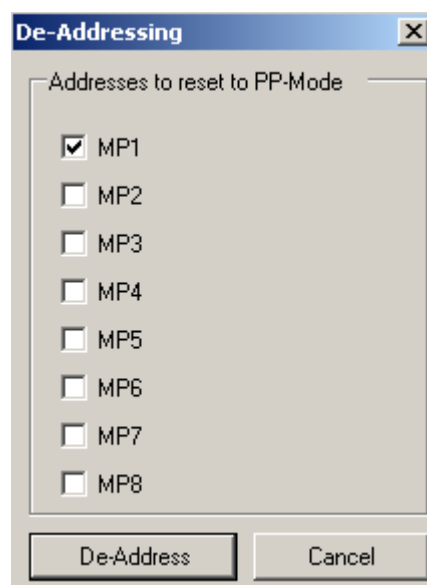 De-Addressing
Addresses to reset to PP-Mode
MP1
MP2
MP3
MP4
MP5
MP6
MP7
MP8
De-Address Cancel